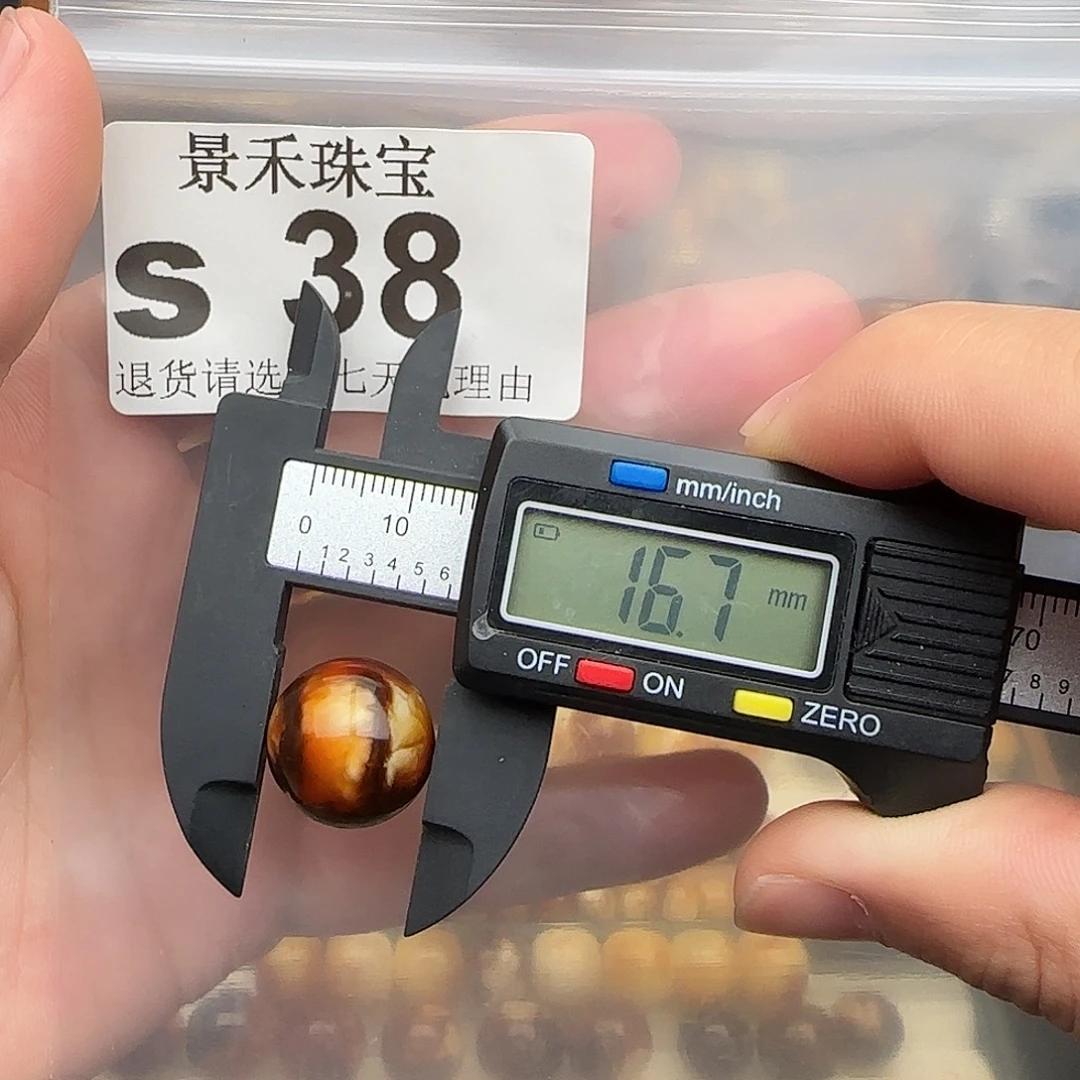 景禾珠宝
s 38
退货请选 七天 理由
mm/inch
0 10
1 2 3 4 5 6
16.7 mm
70
7 8 9
OFF ON
ZERO